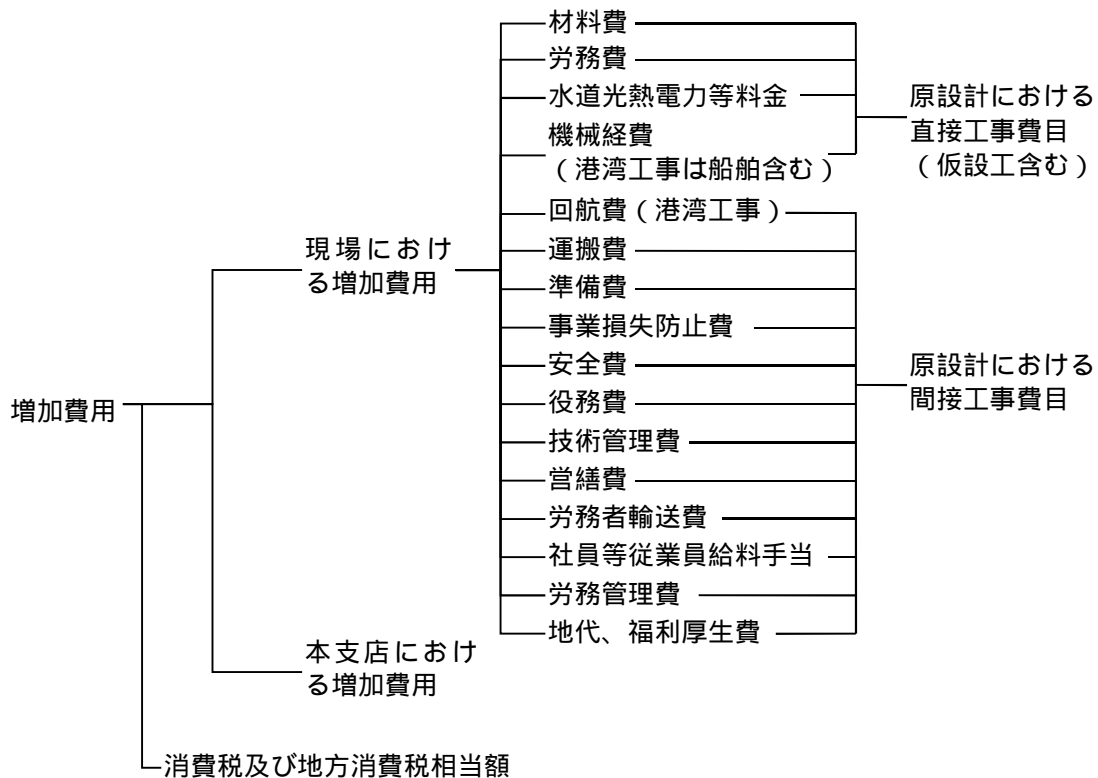 材料費
労務費
水道光熱電力等料金
機械経費
（港湾工事は船舶含む）
原設計における
直接工事費目
（仮設工含む）
回航費（港湾工事）
運搬費
準備費
事業損失防止費
安全費
役務費
技術管理費
営繕費
労務者輸送費
社員等従業員給料手当
労務管理費
地代、福利厚生費
原設計における
間接工事費目
現場におけ
る増加費用
増加費用
本支店におけ
る増加費用
消費税及び地方消費税相当額